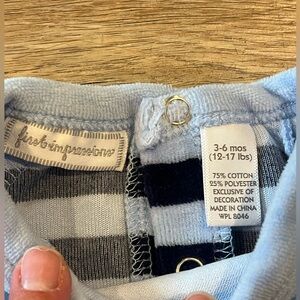 first impressions
3-6 mos
(12-17 lbs)
75% COTTON
25% POLYESTER
EXCLUSIVE OF
DECORATION
MADE IN CHINA
WPL 8046